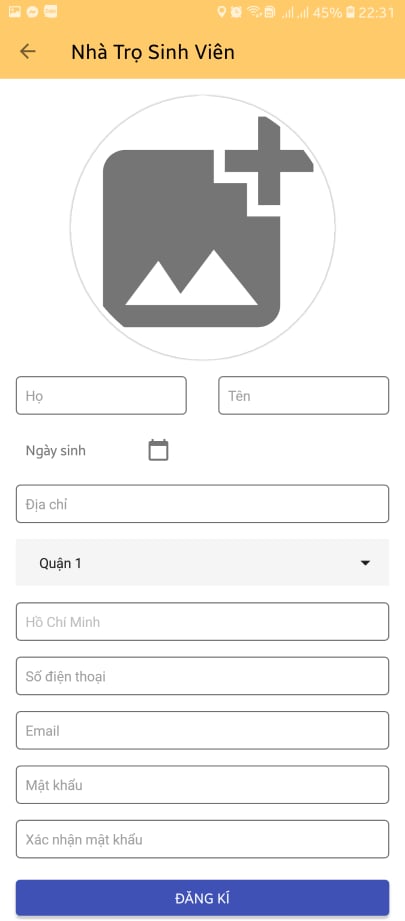 45% 22:31
Nhà Trọ Sinh Viên
Họ Tên
Ngày sinh
Địa chỉ
Quận 1
Hồ Chí Minh
Số điện thoại
Email
Mật khẩu
Xác nhận mật khẩu
ĐĂNG KÍ